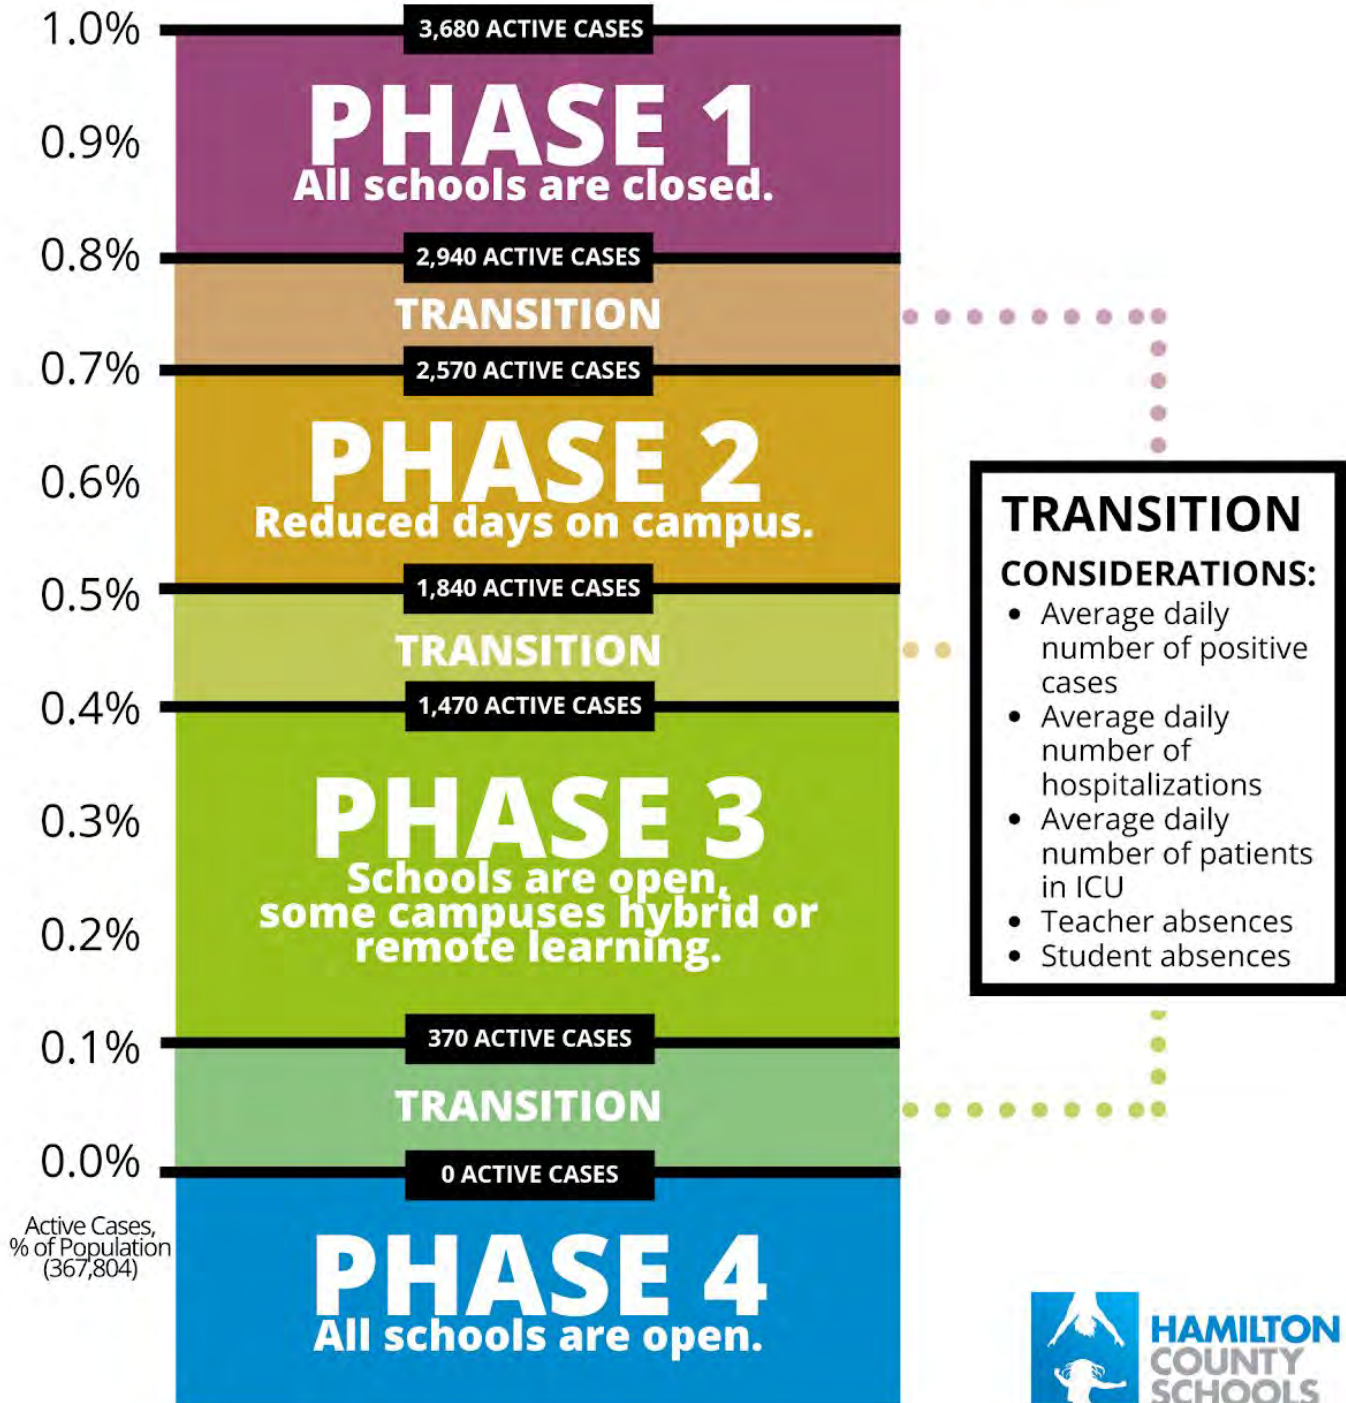 1.0%
3,680 ACTIVE CASES
PHASE 1
All schools are closed.
0.9%
0.8%
2,940 ACTIVE CASES
TRANSITION
0.7%
2,570 ACTIVE CASES
PHASE 2
Reduced days on campus.
0.6%
0.5%
1,840 ACTIVE CASES
TRANSITION
0.4%
1,470 ACTIVE CASES
PHASE 3
Schools are open,
some campuses hybrid or
remote learning.
0.3%
0.2%
0.1%
370 ACTIVE CASES
TRANSITION
0.0%
0 ACTIVE CASES
Active Cases,
% of Population
(367,804)
PHASE 4
All schools are open.
TRANSITION
CONSIDERATIONS:
• Average daily
number of positive
cases
• Average daily
number of
hospitalizations
• Average daily
number of patients
in ICU
• Teacher absences
• Student absences
HAMILTON
COUNTY
SCHOOLS